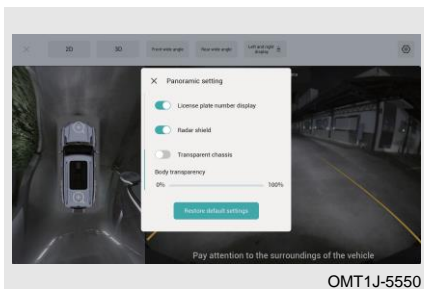 2D
3D
Front wide angle
Rear wide angle
Left and right
display
Panoramic setting
License plate number display
Radar shield
Transparent chassis
Body transparency
0%
100%
Restore default settings
Pay attention to the surroundings of the vehicle
OMT1J-5550